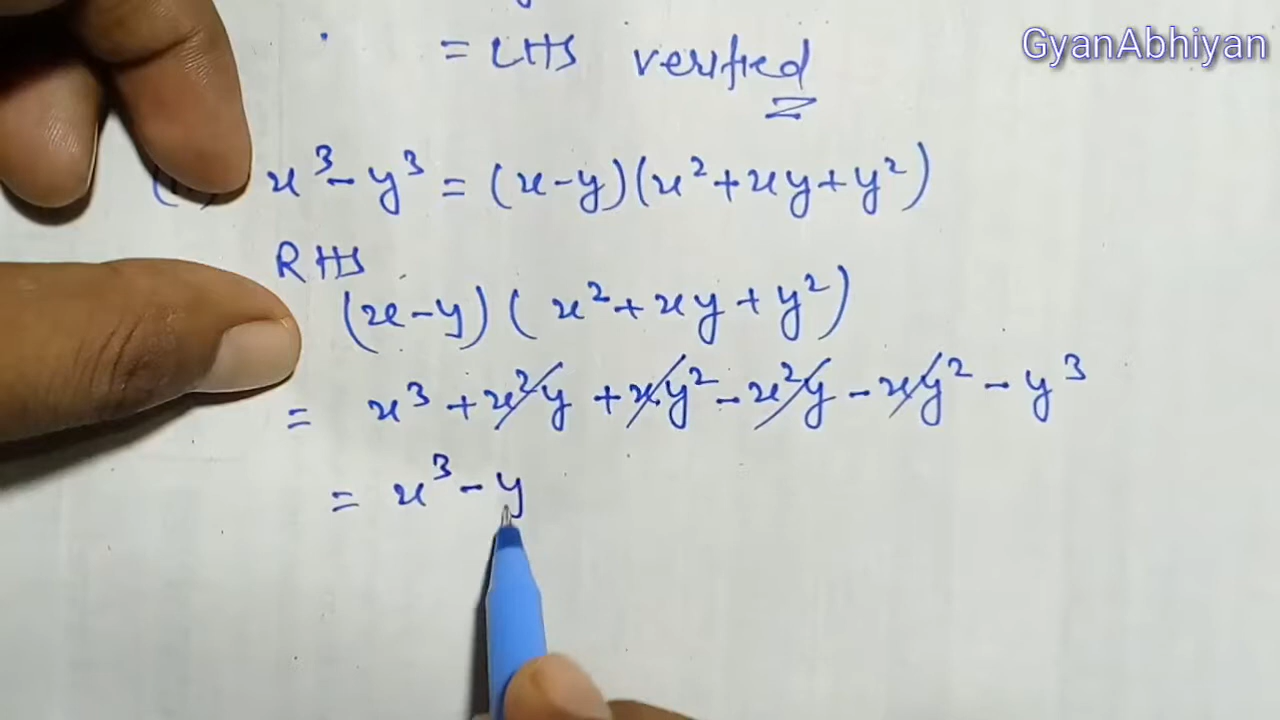 GyanAbhiyan
= LHS verified
x³ - y³ = (x-y)(x²+xy+y²)
RHS
(x-y)(x²+xy+y²)
= x³ + x²y + xy² - x²y - xy² - y³
= x³ - y